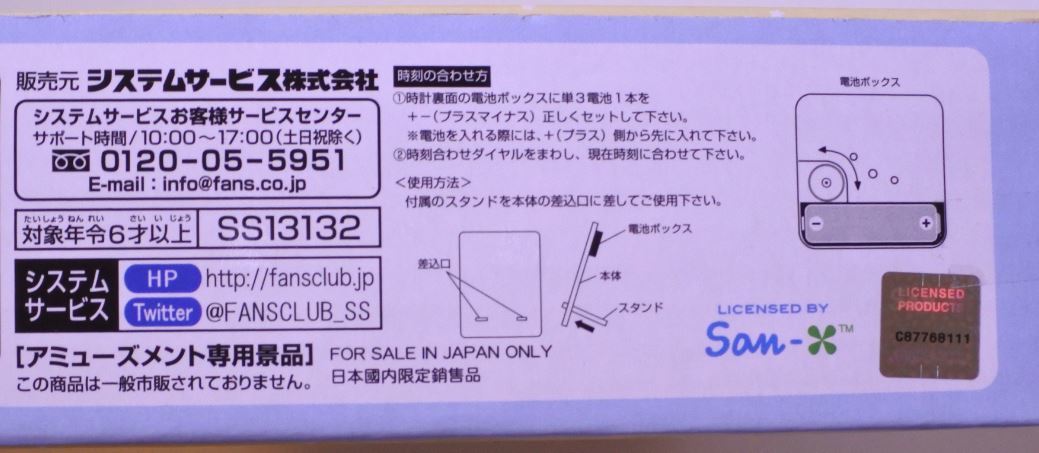 販売元 システムサービス株式会社
システムサービスお客様サービスセンター
サポート時間/10:00～17:00(土日祝除く)
0120-05-5951
E-mail : info@fans.co.jp
たいしょうねんれい さいいじょう
対象年令6才以上 SS13132
システム
サービス
HP http://fansclub.jp
Twitter @FANSCLUB_SS
[アミューズメント専用景品]
この商品は一般市販されておりません。
FOR SALE IN JAPAN ONLY
日本國内限定銷售品
時刻の合わせ方
①時計裏面の電池ボックスに単3電池1本を
+-(プラスマイナス)正しくセットして下さい。
※電池を入れる際には、+(プラス)側から先に入れて下さい。
②時刻合わせダイヤルをまわし、現在時刻に合わせて下さい。
<使用方法>
付属のスタンドを本体の差込口に差してご使用下さい。
差込口
電池ボックス
本体
スタンド
電池ボックス
- +
LICENSED BY
San-X™
LICENSED
PRODUCTS
C87768111